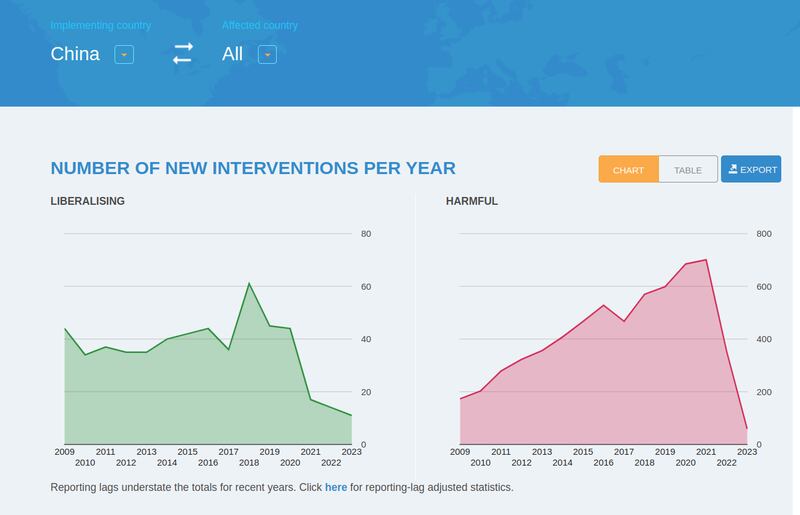 Implementing country
Affected country
China
All
NUMBER OF NEW INTERVENTIONS PER YEAR
CHART
TABLE
EXPORT
LIBERALISING
80
60
40
20
0
2009 2011 2013 2015 2017 2019 2021 2023
2010 2012 2014 2016 2018 2020 2022
HARMFUL
800
600
400
200
0
2009 2011 2013 2015 2017 2019 2021 2023
2010 2012 2014 2016 2018 2020 2022
Reporting lags understate the totals for recent years. Click here for reporting-lag adjusted statistics.